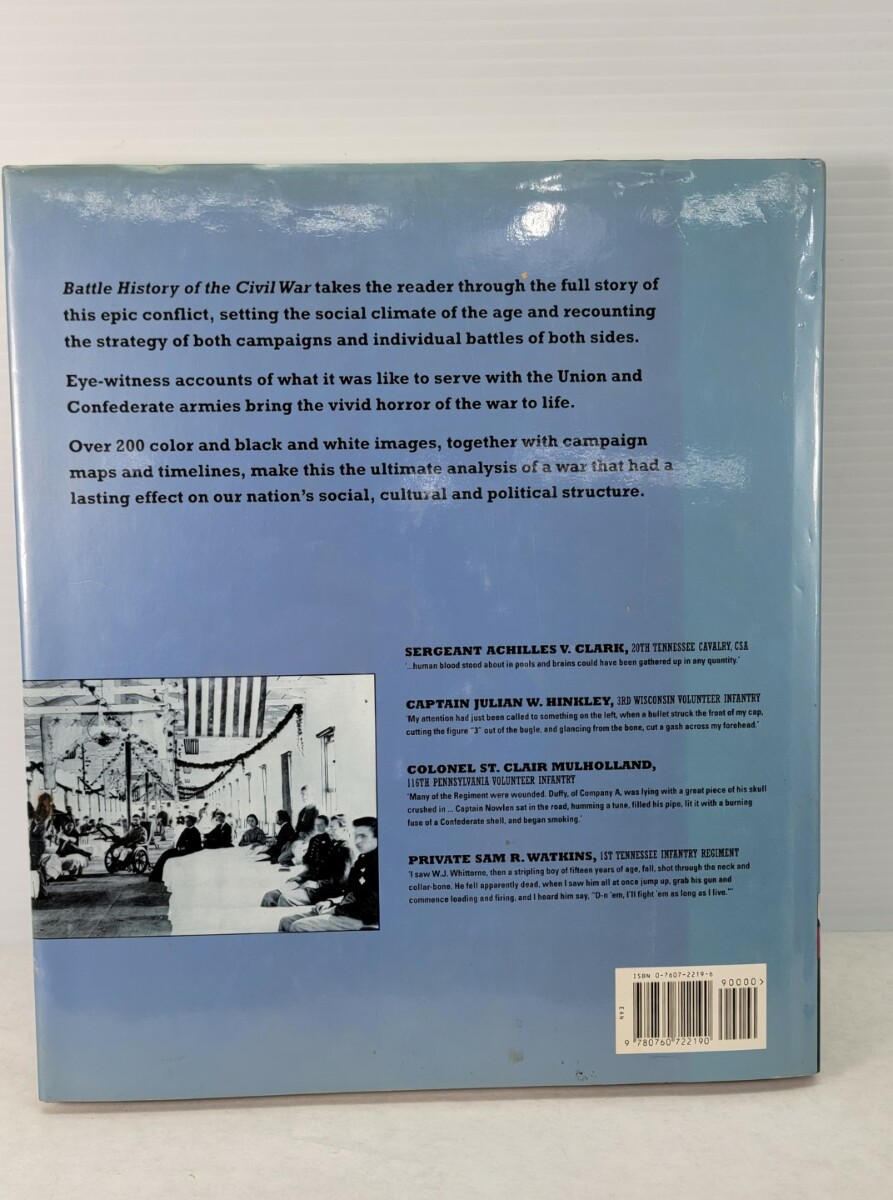 Battle History of the Civil War takes the reader through the full story of
this epic conflict, setting the social climate of the age and recounting
the strategy of both campaigns and individual battles of both sides.
Eye-witness accounts of what it was like to serve with the Union and
Confederate armies bring the vivid horror of the war to life.
Over 200 color and black and white images, together with campaign
maps and timelines, make this the ultimate analysis of a war that had a
lasting effect on our nation's social, cultural and political structure.
SERGEANT ACHILLES V. CLARK, 20TH TENNESSEE CAVALRY, CSA
'...human blood stood about in pools and brains could have been gathered up in any quantity.'
CAPTAIN JULIAN W. HINKLEY, 3RD WISCONSIN VOLUNTEER INFANTRY
'My attention had just been called to something on the left, when a bullet struck the front of my cap,
cutting the figure "3" out of the bugle, and glancing from the bone, cut a gash across my forehead.'
COLONEL ST. CLAIR MULHOLLAND,
116TH PENNSYLVANIA VOLUNTEER INFANTRY
'Many of the Regiment were wounded. Duffy, of Company A, was lying with a great piece of his skull
crushed in ... Captain Nowlen sat in the road, humming a tune, filled his pipe, lit it with a burning
fuse of a Confederate shell, and began smoking.'
PRIVATE SAM R. WATKINS, 1ST TENNESSEE INFANTRY REGIMENT
'I saw W.J. Whittorne, then a stripling boy of fifteen years of age, fall, shot through the neck and
collar-bone. He fell apparently dead, when I saw him all at once jump up, grab his gun and
commence loading and firing, and I heard him say, "D-n 'em, I'll fight 'em as long as I live."'
ISBN 0-7607-2219-6
90000>
9 780760 722190